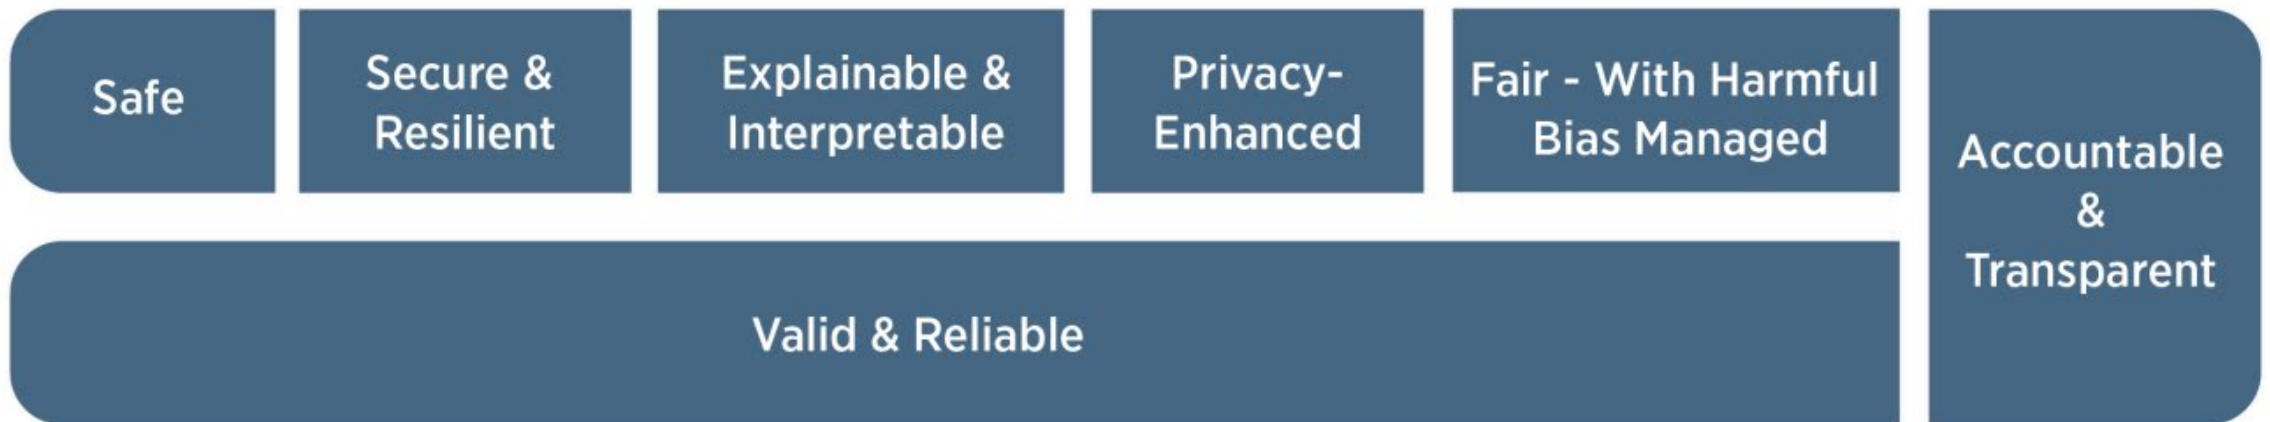 Safe
Secure &
Resilient
Explainable &
Interpretable
Privacy-
Enhanced
Fair - With Harmful
Bias Managed
Accountable
&
Transparent
Valid & Reliable